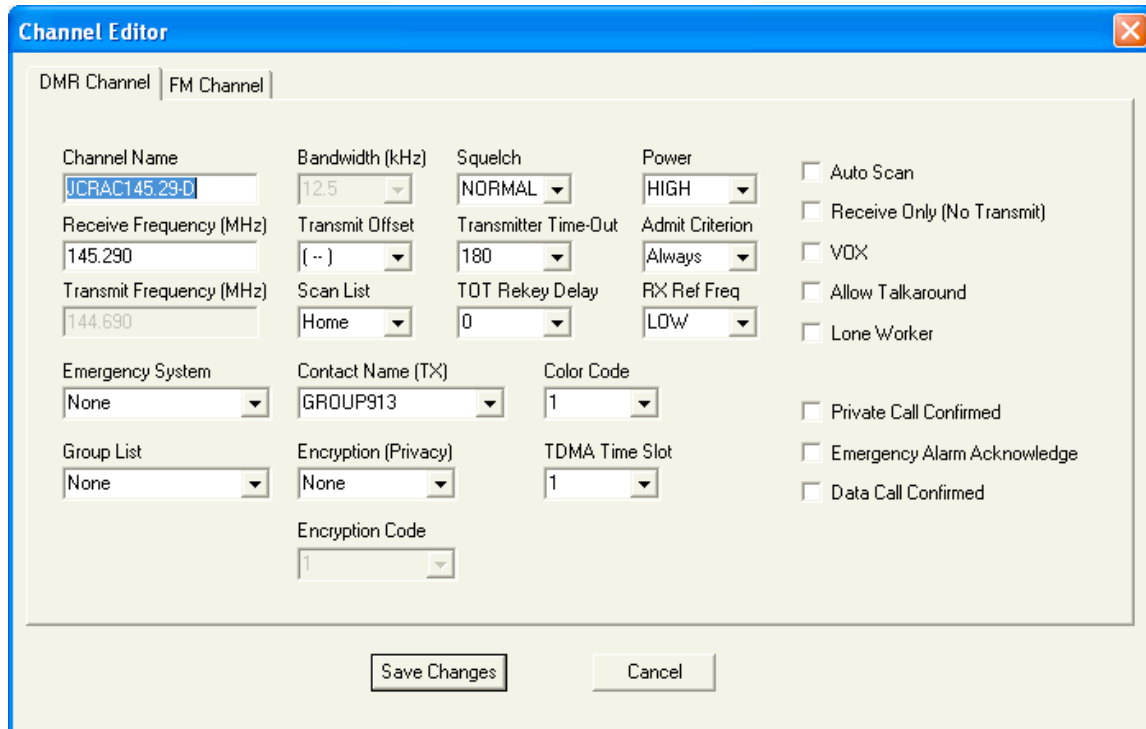 Channel Editor
DMR Channel
FM Channel
Channel Name
Bandwidth (kHz)
Squelch
Power
JCRAC145.29-D
12.5
NORMAL
HIGH
Receive Frequency (MHz)
Transmit Offset
Transmitter Time-Out
Admit Criterion
145.290
( -- )
180
Always
Transmit Frequency (MHz)
Scan List
TOT Rekey Delay
RX Ref Freq
144.690
Home
0
LOW
Emergency System
Contact Name (TX)
Color Code
None
GROUP913
1
Group List
Encryption (Privacy)
TDMA Time Slot
None
None
1
Encryption Code
1
Auto Scan
Receive Only (No Transmit)
VOX
Allow Talkaround
Lone Worker
Private Call Confirmed
Emergency Alarm Acknowledge
Data Call Confirmed
Save Changes
Cancel